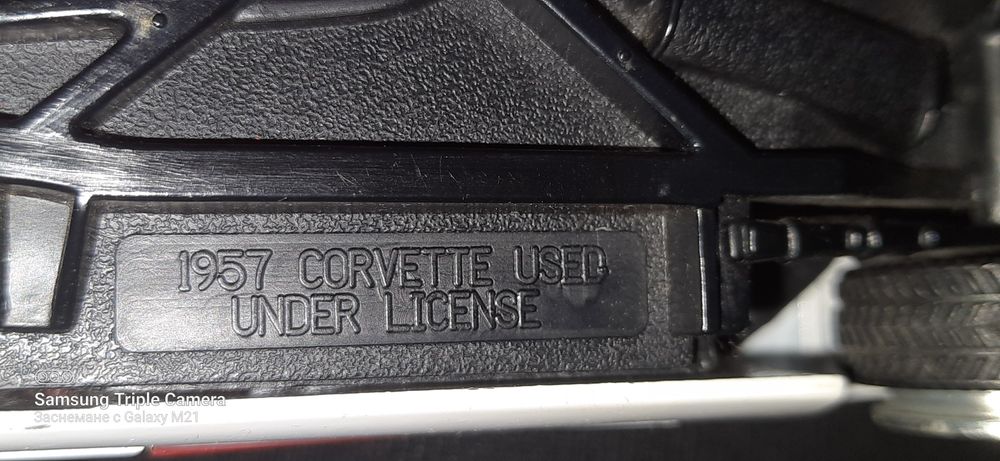 1957 CORVETTE USED
UNDER LICENSE
Samsung Triple Camera
Заснемане с Galaxy M21